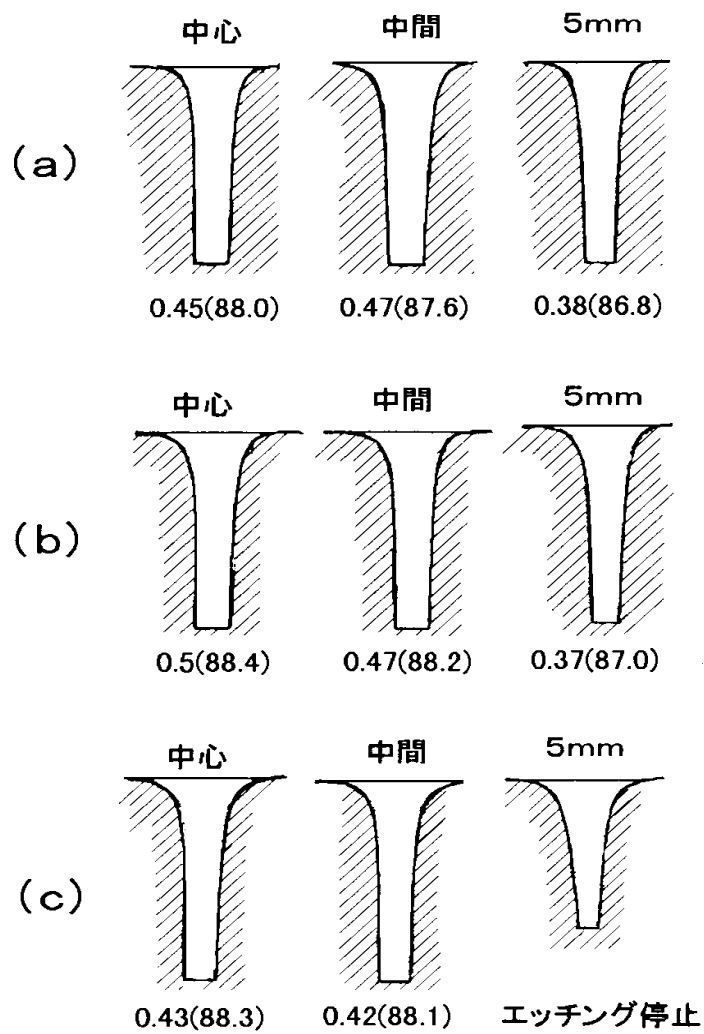 中心 中間 5mm
(a)
0.45(88.0) 0.47(87.6) 0.38(86.8)
中心 中間 5mm
(b)
0.5(88.4) 0.47(88.2) 0.37(87.0)
中心 中間 5mm
(c)
0.43(88.3) 0.42(88.1) エッチング停止